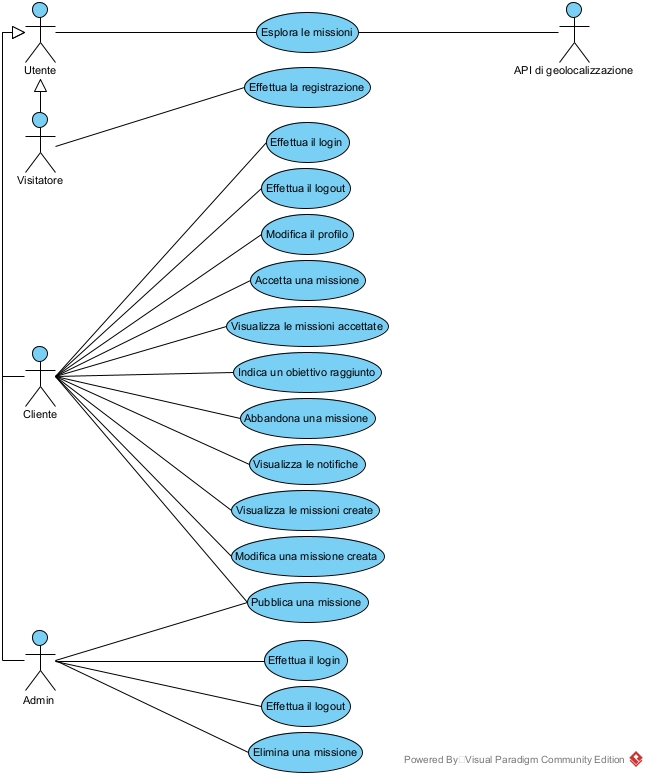 Esplora le missioni
Utente
API di geolocalizzazione
Effettua la registrazione
Visitatore
Effettua il login
Effettua il logout
Modifica il profilo
Accetta una missione
Visualizza le missioni accettate
Indica un obiettivo raggiunto
Cliente
Abbandona una missione
Visualizza le notifiche
Visualizza le missioni create
Modifica una missione creata
Pubblica una missione
Effettua il login
Admin
Effettua il logout
Elimina una missione
Powered By Visual Paradigm Community Edition